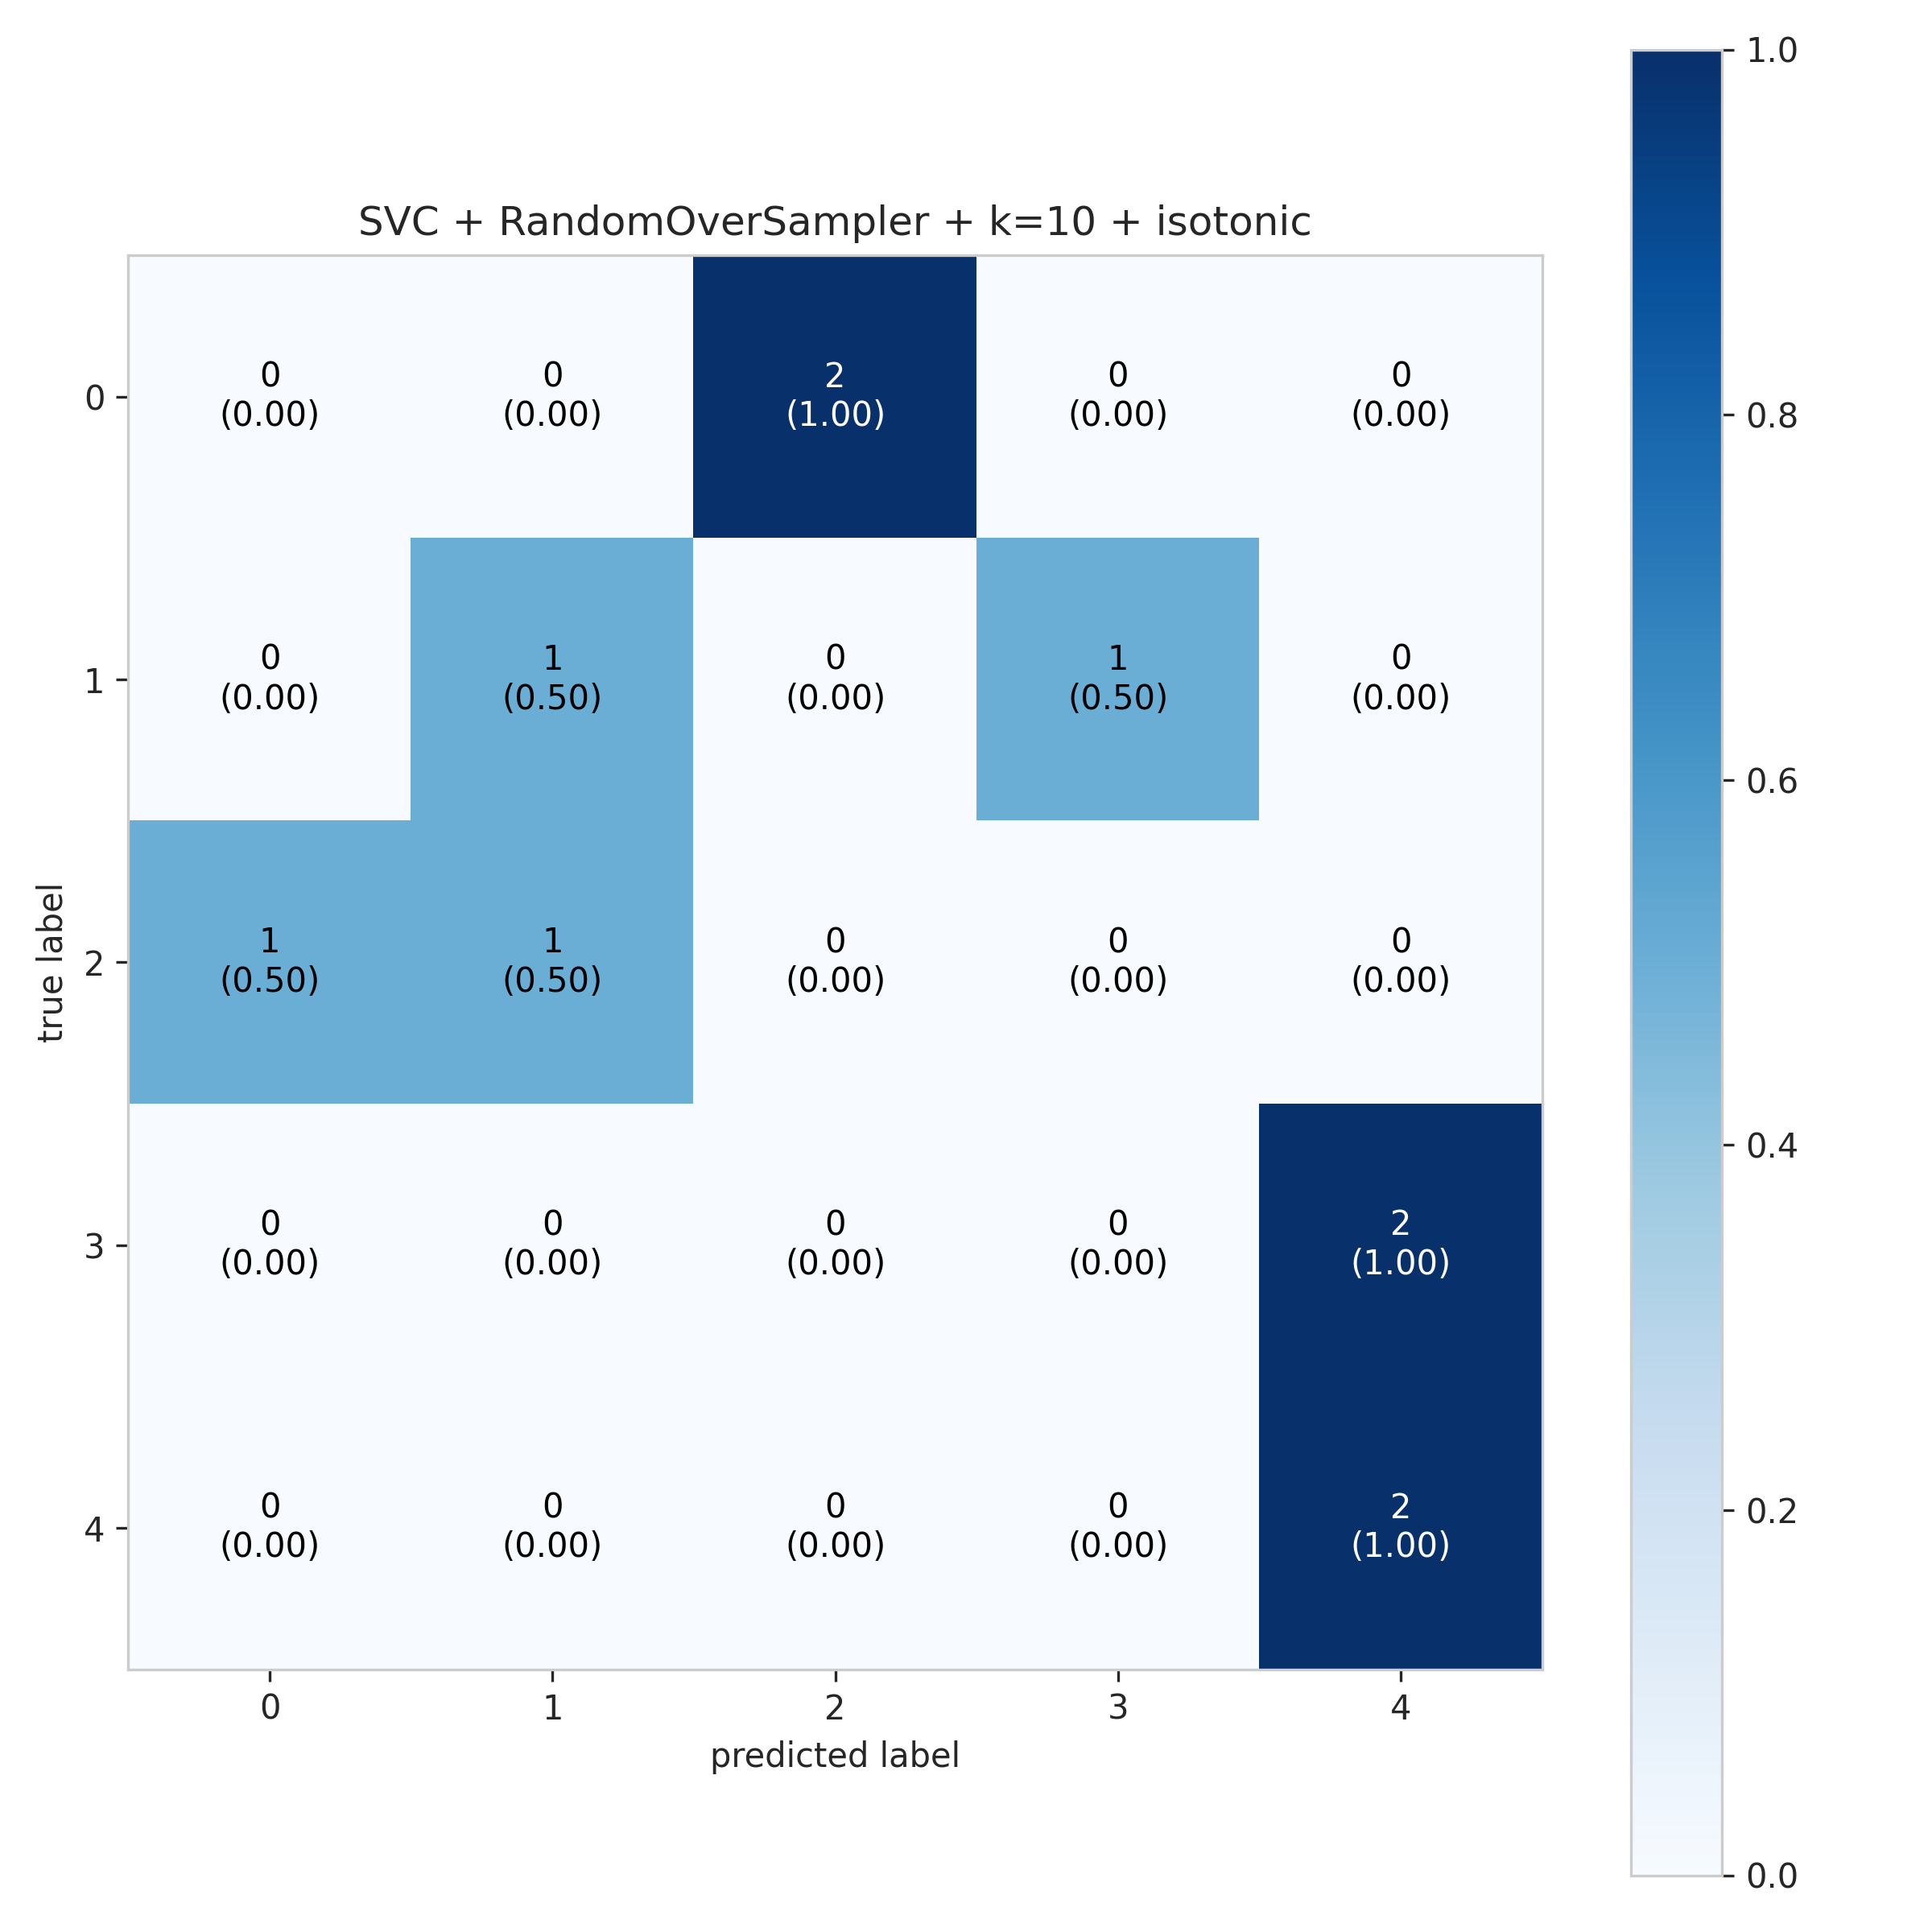 SVC + RandomOverSampler + k=10 + isotonic
0
0 0 2 0 0
(0.00) (0.00) (1.00) (0.00) (0.00)
1
0 1 0 1 0
(0.00) (0.50) (0.00) (0.50) (0.00)
2
1 1 0 0 0
(0.50) (0.50) (0.00) (0.00) (0.00)
3
0 0 0 0 2
(0.00) (0.00) (0.00) (0.00) (1.00)
4
0 0 0 0 2
(0.00) (0.00) (0.00) (0.00) (1.00)
0 1 2 3 4
predicted label
true label
1.0
0.8
0.6
0.4
0.2
0.0